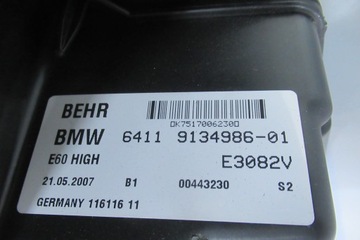 BEHR
DK75170062300
BMW 6411 9134986-01
E60 HIGH E3082V
21.05.2007 B1 00443230 S2
GERMANY 116116 11